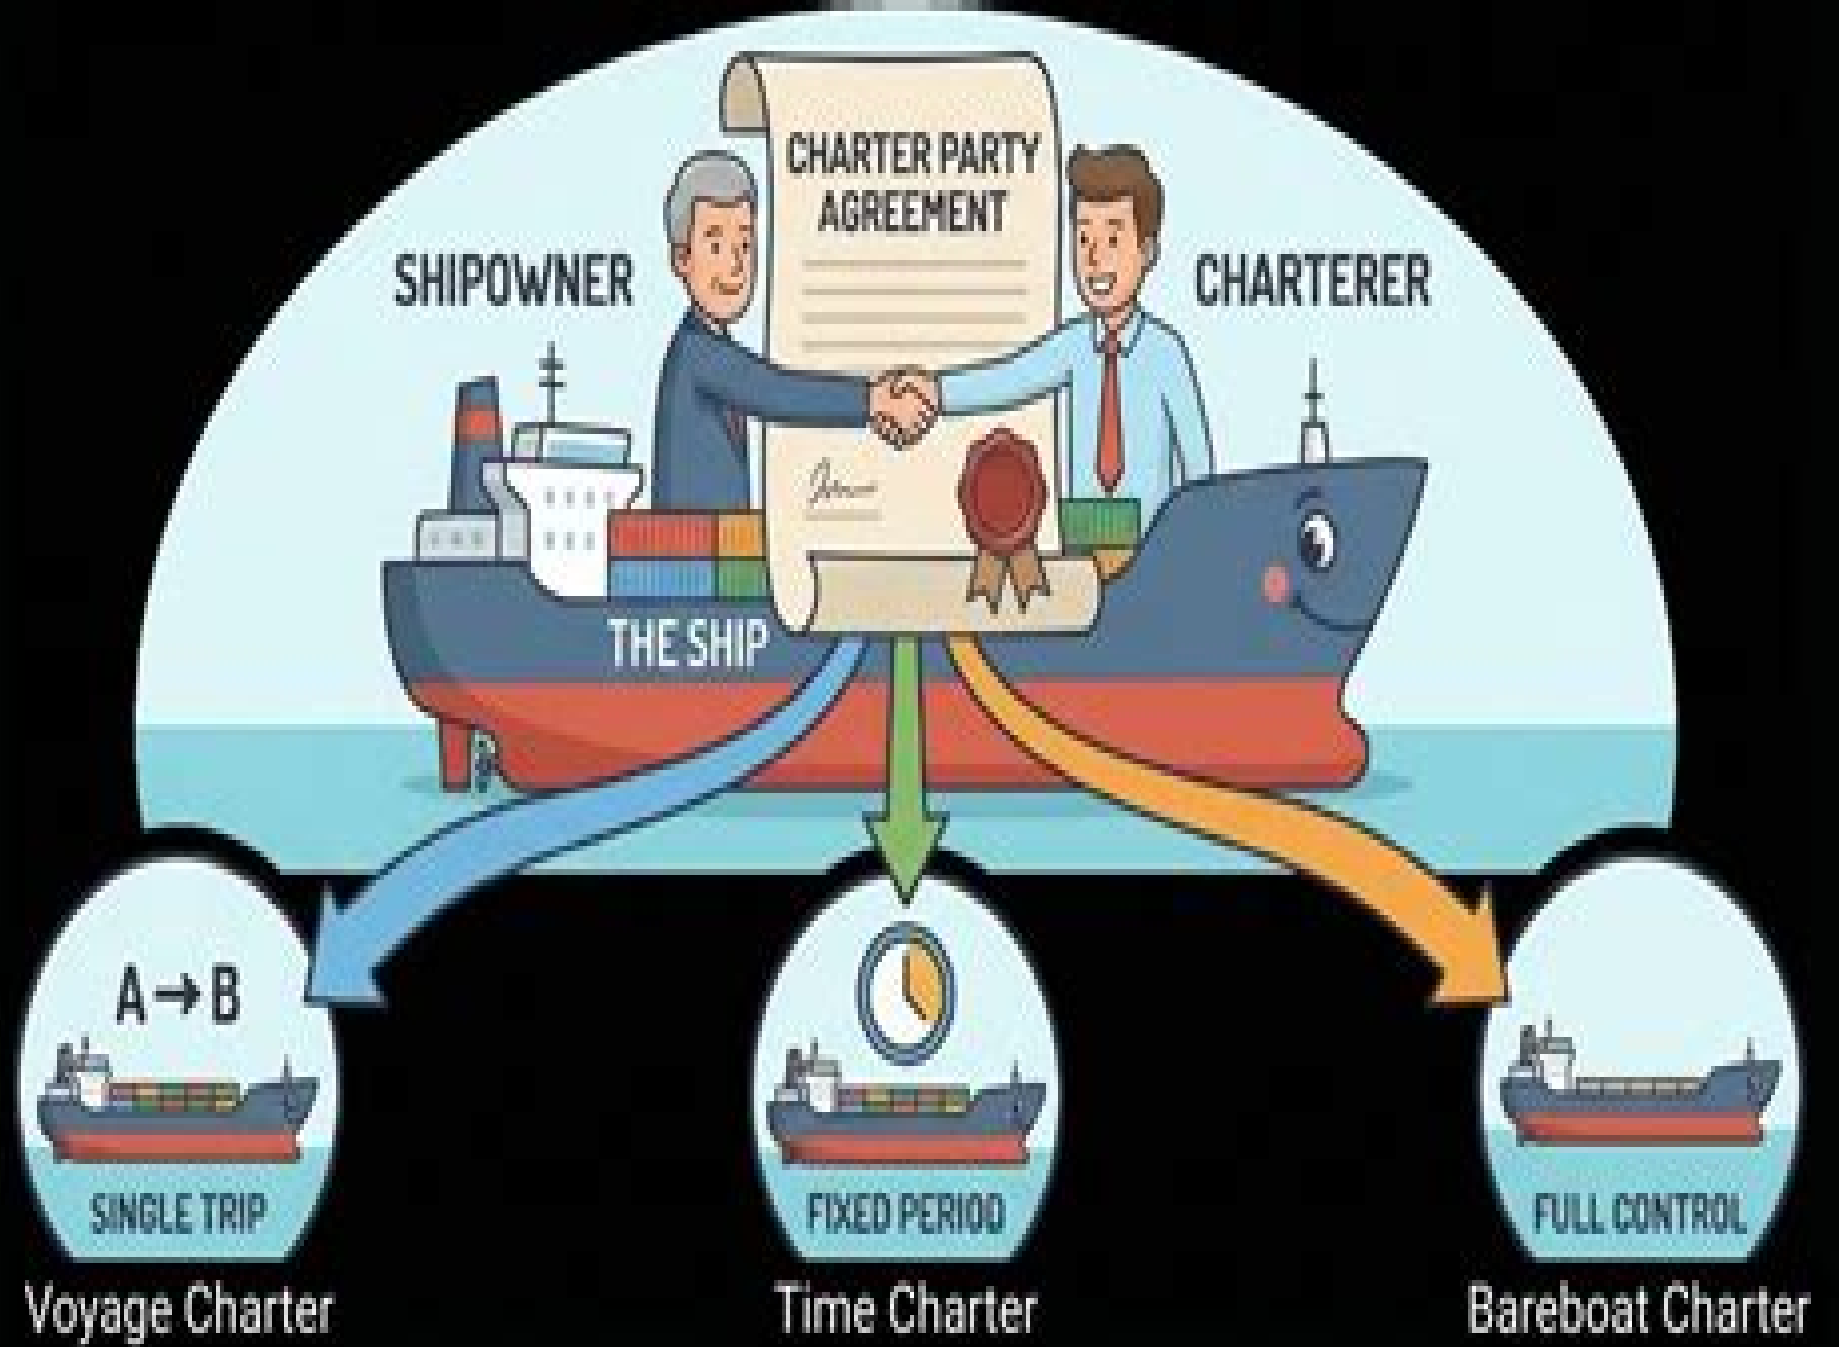 CHARTER PARTY
AGREEMENT
SHIPOWNER
CHARTERER
THE SHIP
A→B
SINGLE TRIP
FIXED PERIOD
FULL CONTROL
Voyage Charter
Time Charter
Bareboat Charter